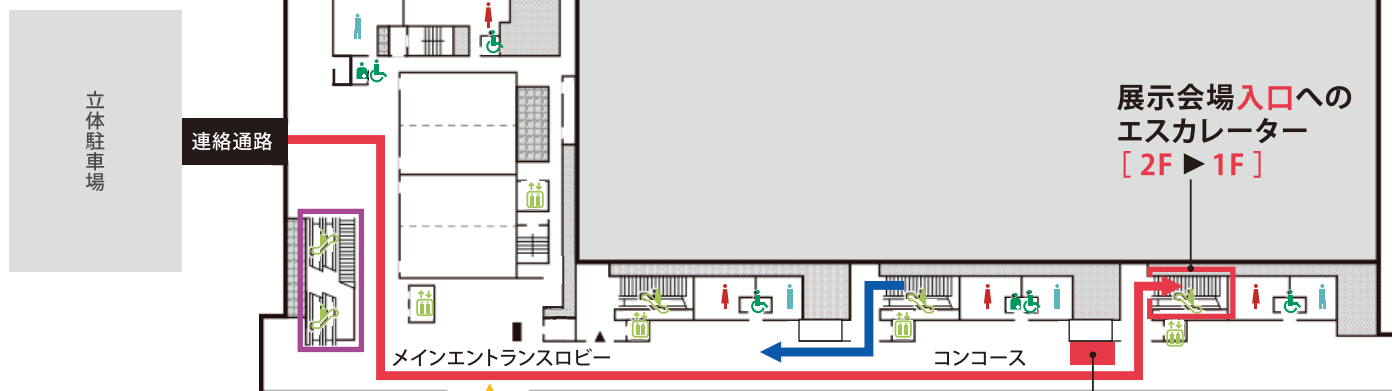 立体駐車場
連絡通路
展示会場入口への
エスカレーター
[ 2F ▶ 1F ]
メインエントランスロビー
コンコース